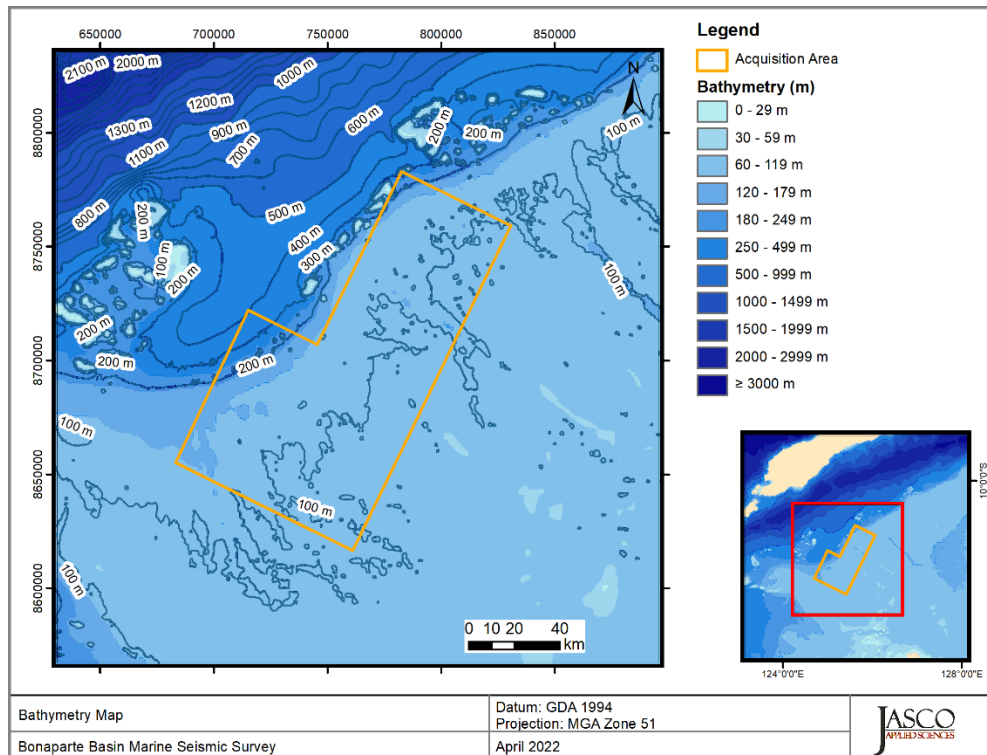 650000 700000 750000 800000 850000
8800000
8750000
8700000
8650000
8600000
2100 m
2000 m
1000 m
1200 m
1300 m
900 m
1100 m
700 m
600 m
200 m
200 m
100 m
800 m
200 m
500 m
400 m
300 m
100 m
200 m
100 m
200 m
200 m
200 m
100 m
100 m
100 m
N
0 10 20 40
km
Legend
Acquisition Area
Bathymetry (m)
0 - 29 m
30 - 59 m
60 - 119 m
120 - 179 m
180 - 249 m
250 - 499 m
500 - 999 m
1000 - 1499 m
1500 - 1999 m
2000 - 2999 m
≥ 3000 m
10°0'0"S
124°0'0"E 128°0'0"E
Bathymetry Map
Datum: GDA 1994
Projection: MGA Zone 51
Bonaparte Basin Marine Seismic Survey
April 2022
JASCO
APPLIED SCIENCES